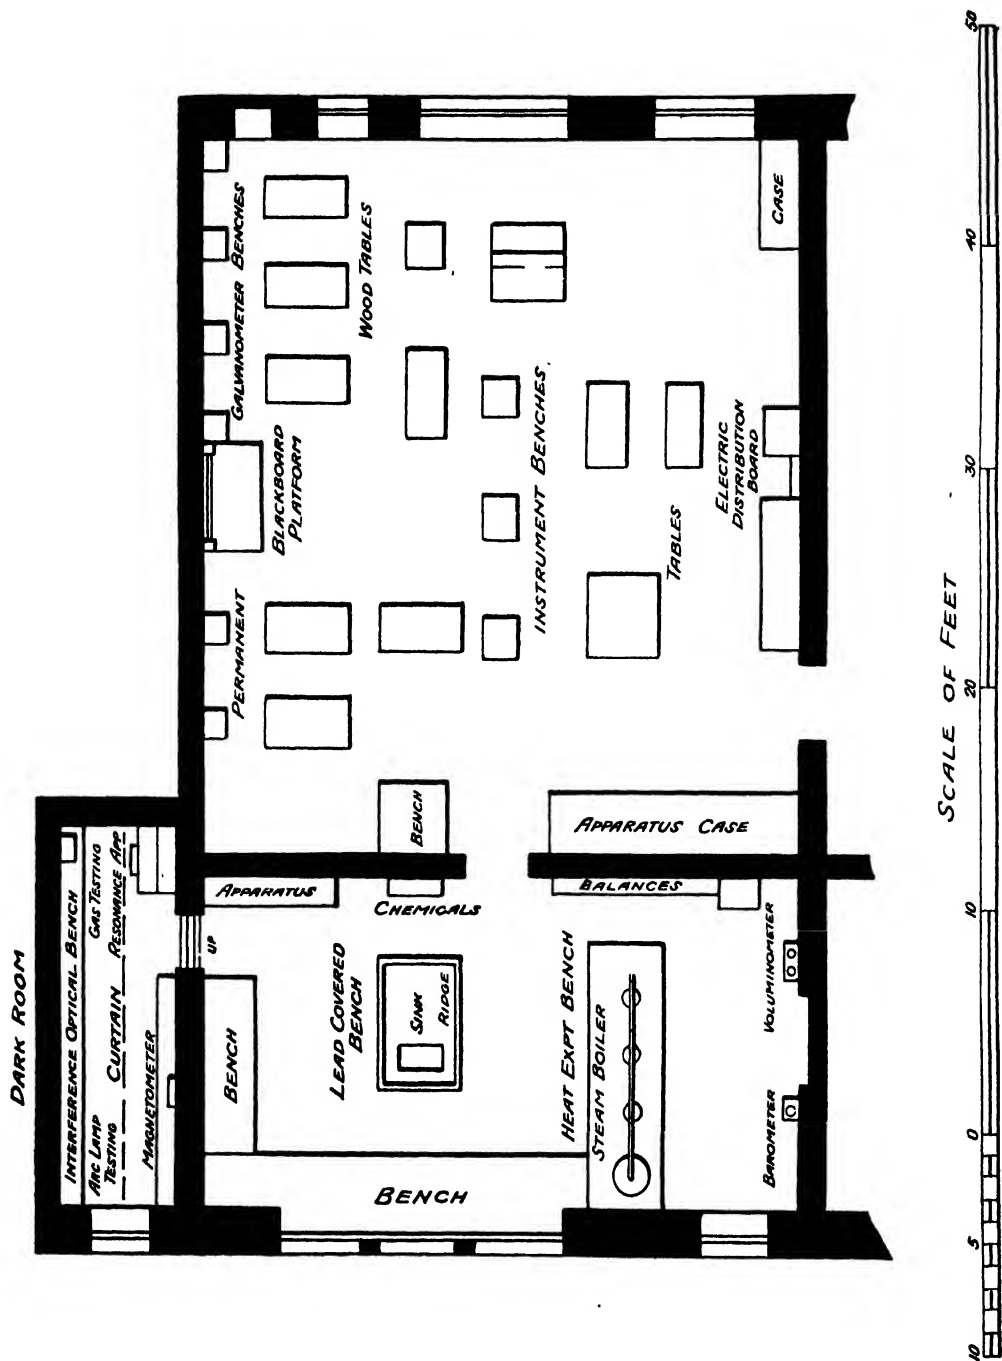 DARK ROOM
INTERFERENCE OPTICAL BENCH
ARC LAMP
TESTING
CURTAIN
GAS TESTING
RESONANCE APP
MAGNETOMETER
UP
BENCH
BENCH
APPARATUS
CHEMICALS
LEAD COVERED
BENCH
SINK
RIDGE
HEAT EXPT BENCH
STEAM BOILER
BALANCES
BAROMETER
VOLUMINOMETER
PERMANENT
GALVANOMETER BENCHES
BLACKBOARD
PLATFORM
WOOD TABLES
BENCH
INSTRUMENT BENCHES.
TABLES
APPARATUS CASE
ELECTRIC
DISTRIBUTION
BOARD
CASE
SCALE OF FEET
10 5 0 10 20 30 40 50